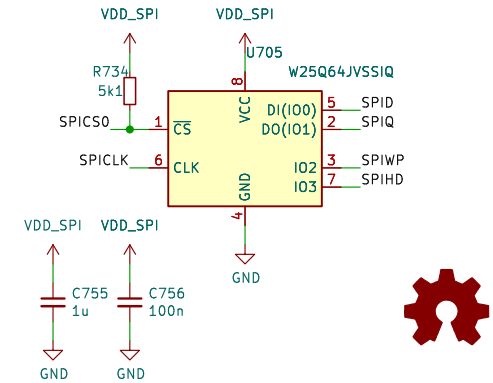 VDD_SPI
VDD_SPI
U705
R734
5k1
W25Q64JVSSIQ
8
VCC
SPICS0
1
CS
DI(IO0)
5
SPID
DO(IO1)
2
SPIQ
SPICLK
6
CLK
IO2
3
SPIWP
IO3
7
SPIHD
GND
4
GND
VDD_SPI
VDD_SPI
C755
1u
C756
100n
GND
GND